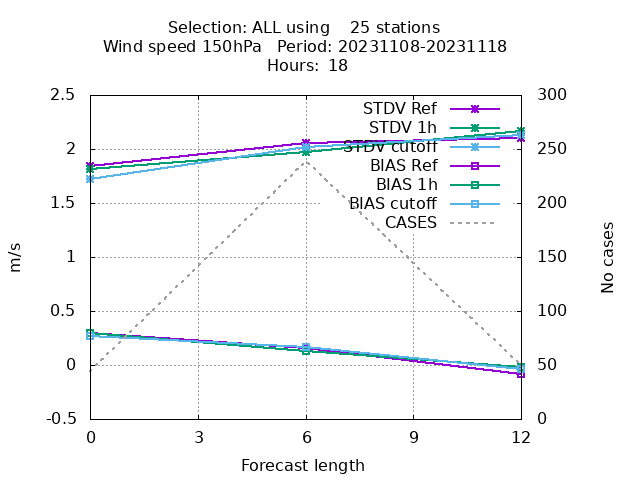 Selection: ALL using    25 stations
Wind speed 150hPa   Period: 20231108-20231118
Hours: 18
2.5
2
1.5
1
0.5
0
-0.5
300
250
200
150
100
50
0
STDV Ref
STDV 1h
STDV cutoff
BIAS Ref
BIAS 1h
BIAS cutoff
CASES
m/s
No cases
0 3 6 9 12
Forecast length